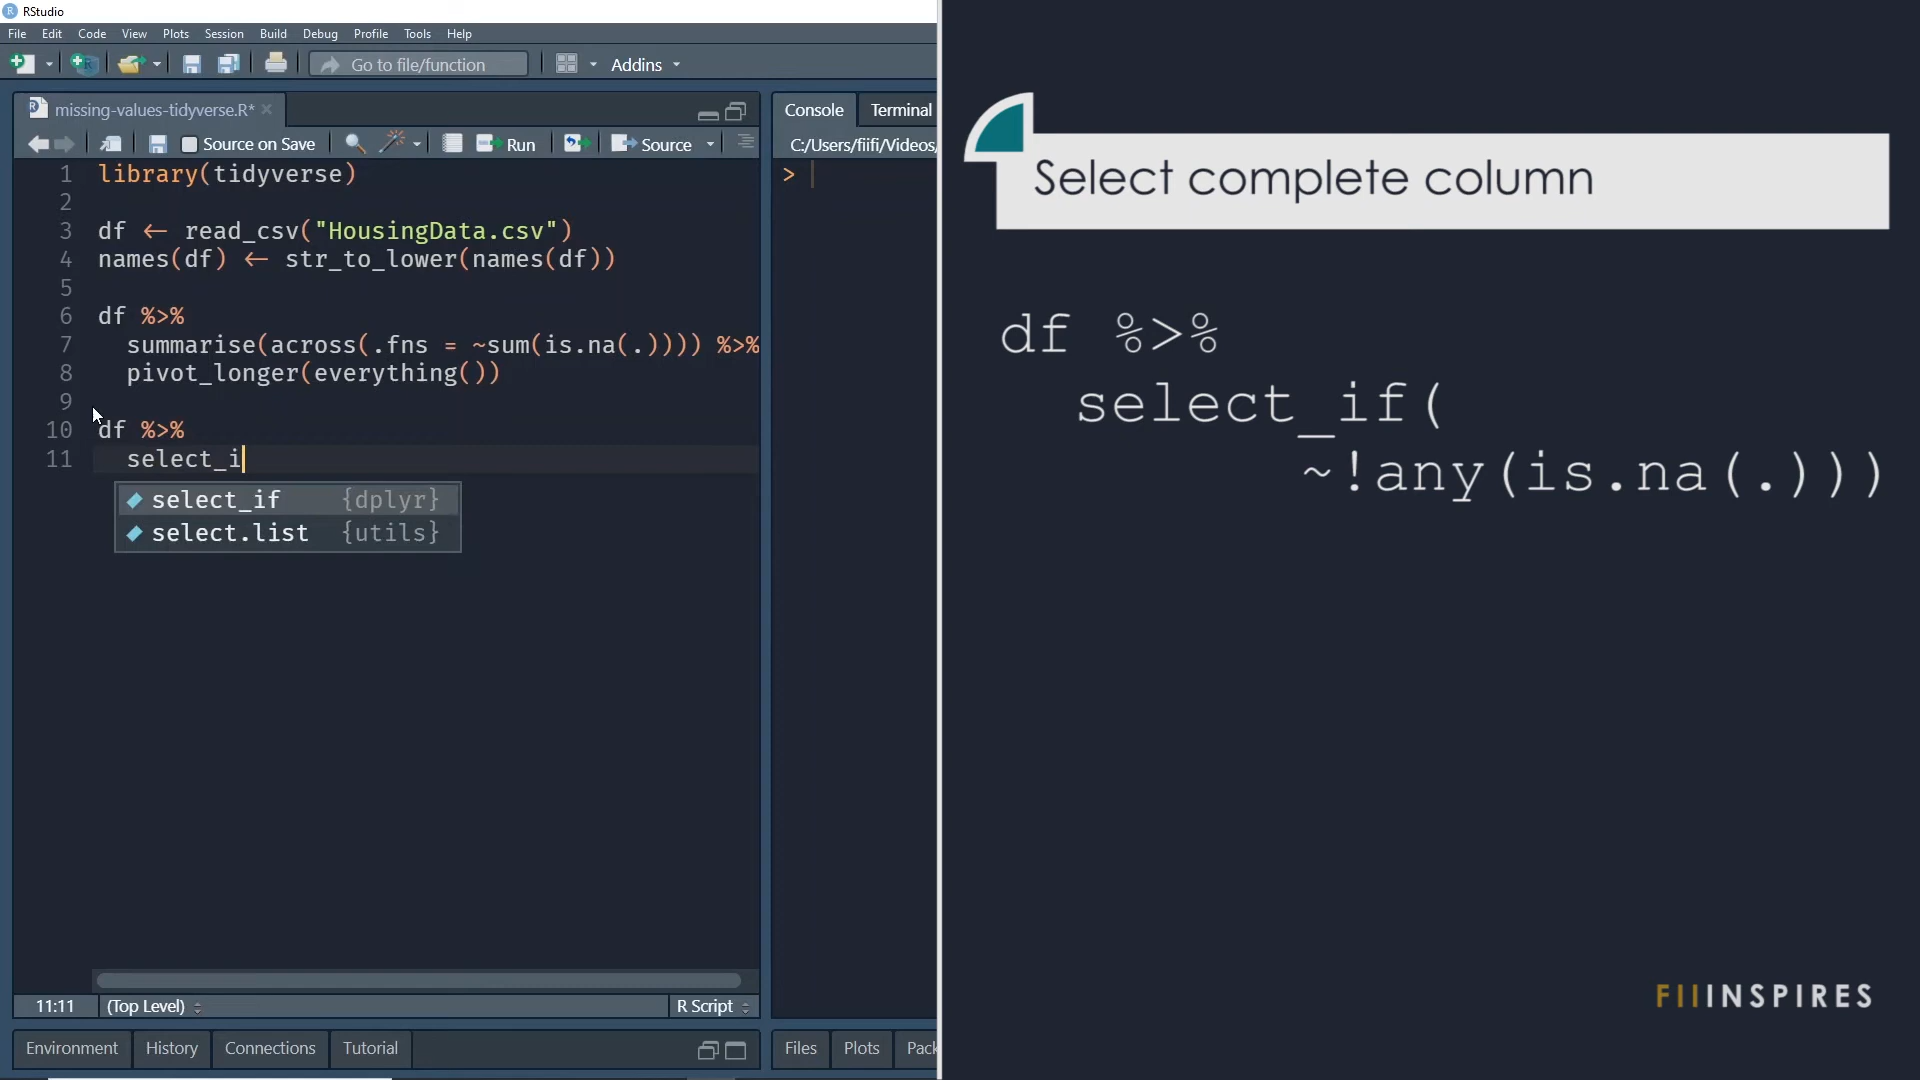 RStudio
File Edit Code View Plots Session Build Debug Profile Tools Help
Go to file/function Addins
missing-values-tidyverse.R*
Source on Save Run Source
1 library(tidyverse)
2
3 df <- read_csv("HousingData.csv")
4 names(df) <- str_to_lower(names(df))
5
6 df %>%
7 summarise(across(.fns = ~sum(is.na(.)))) %>%
8 pivot_longer(everything())
9
10 df %>%
11 select_i
select_if {dplyr}
select.list {utils}
11:11 (Top Level) R Script
Environment History Connections Tutorial
Console Terminal
C:/Users/fiifi/Videos/
>
Files Plots Pack
Select complete column
df %>%
select_if(
~!any(is.na(.)))
FIIINSPIRES